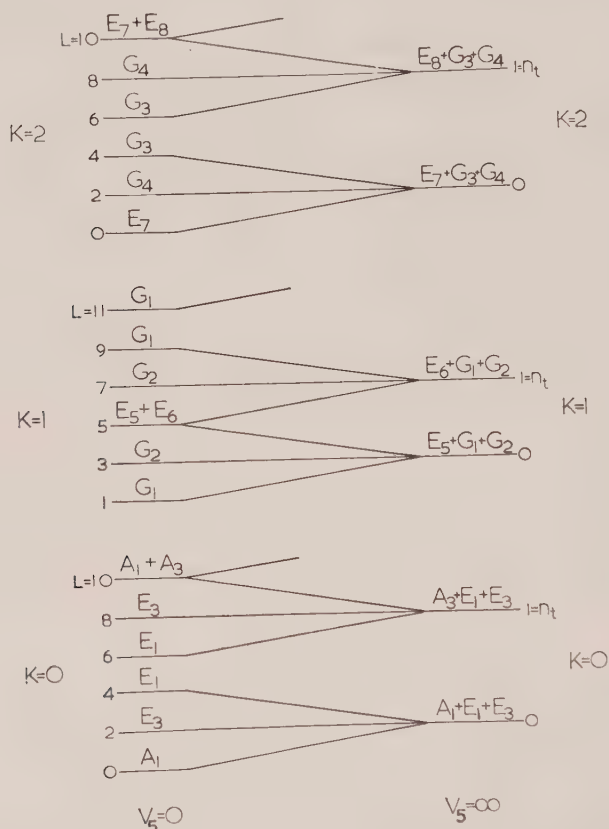 L=10 E₇+E₈
8 G₄ E₈+G₃+G₄ 1=nₜ
6 G₃
K=2 K=2
4 G₃
2 G₄ E₇+G₃+G₄ 0
0 E₇
L=11 G₁
9 G₁
7 G₂ E₆+G₁+G₂ 1=nₜ
K=1 5 E₅+E₆ K=1
3 G₂ E₅+G₁+G₂ 0
1 G₁
L=10 A₁+A₃
8 E₃ A₃+E₁+E₃ 1=nₜ
6 E₁
K=0 K=0
4 E₁
2 E₃ A₁+E₁+E₃ 0
0 A₁
V₅=0 V₅=∞